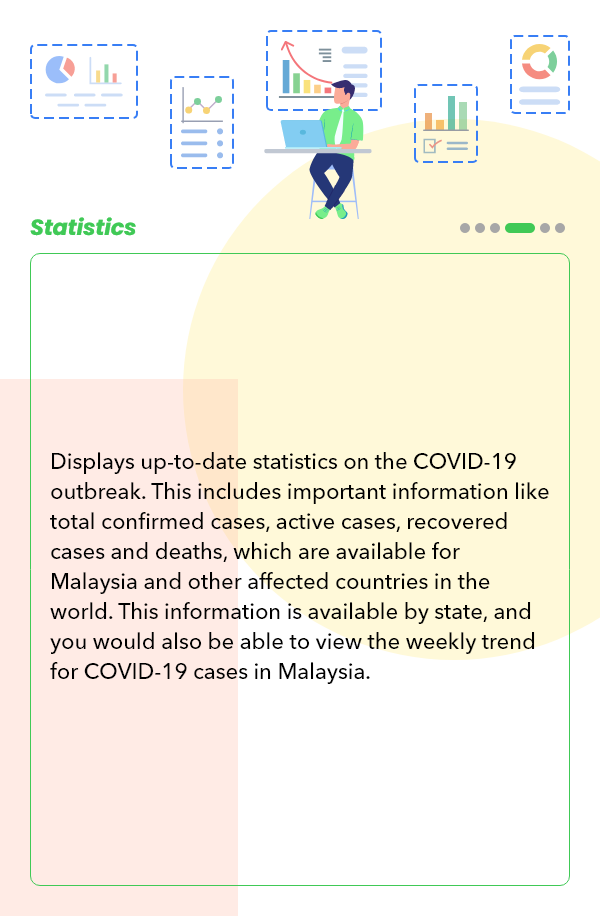 Statistics
Displays up-to-date statistics on the COVID-19
outbreak. This includes important information like
total confirmed cases, active cases, recovered
cases and deaths, which are available for
Malaysia and other affected countries in the
world. This information is available by state, and
you would also be able to view the weekly trend
for COVID-19 cases in Malaysia.